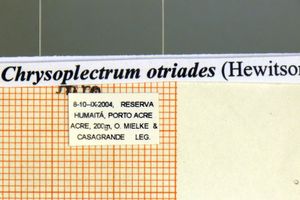 Chrysoplectrum otriades (Hewitson
8-10-IX-2004, RESERVA
HUMAITÁ, PORTO ACRE
ACRE, 200m, O. MIELKE &
CASAGRANDE LEG.